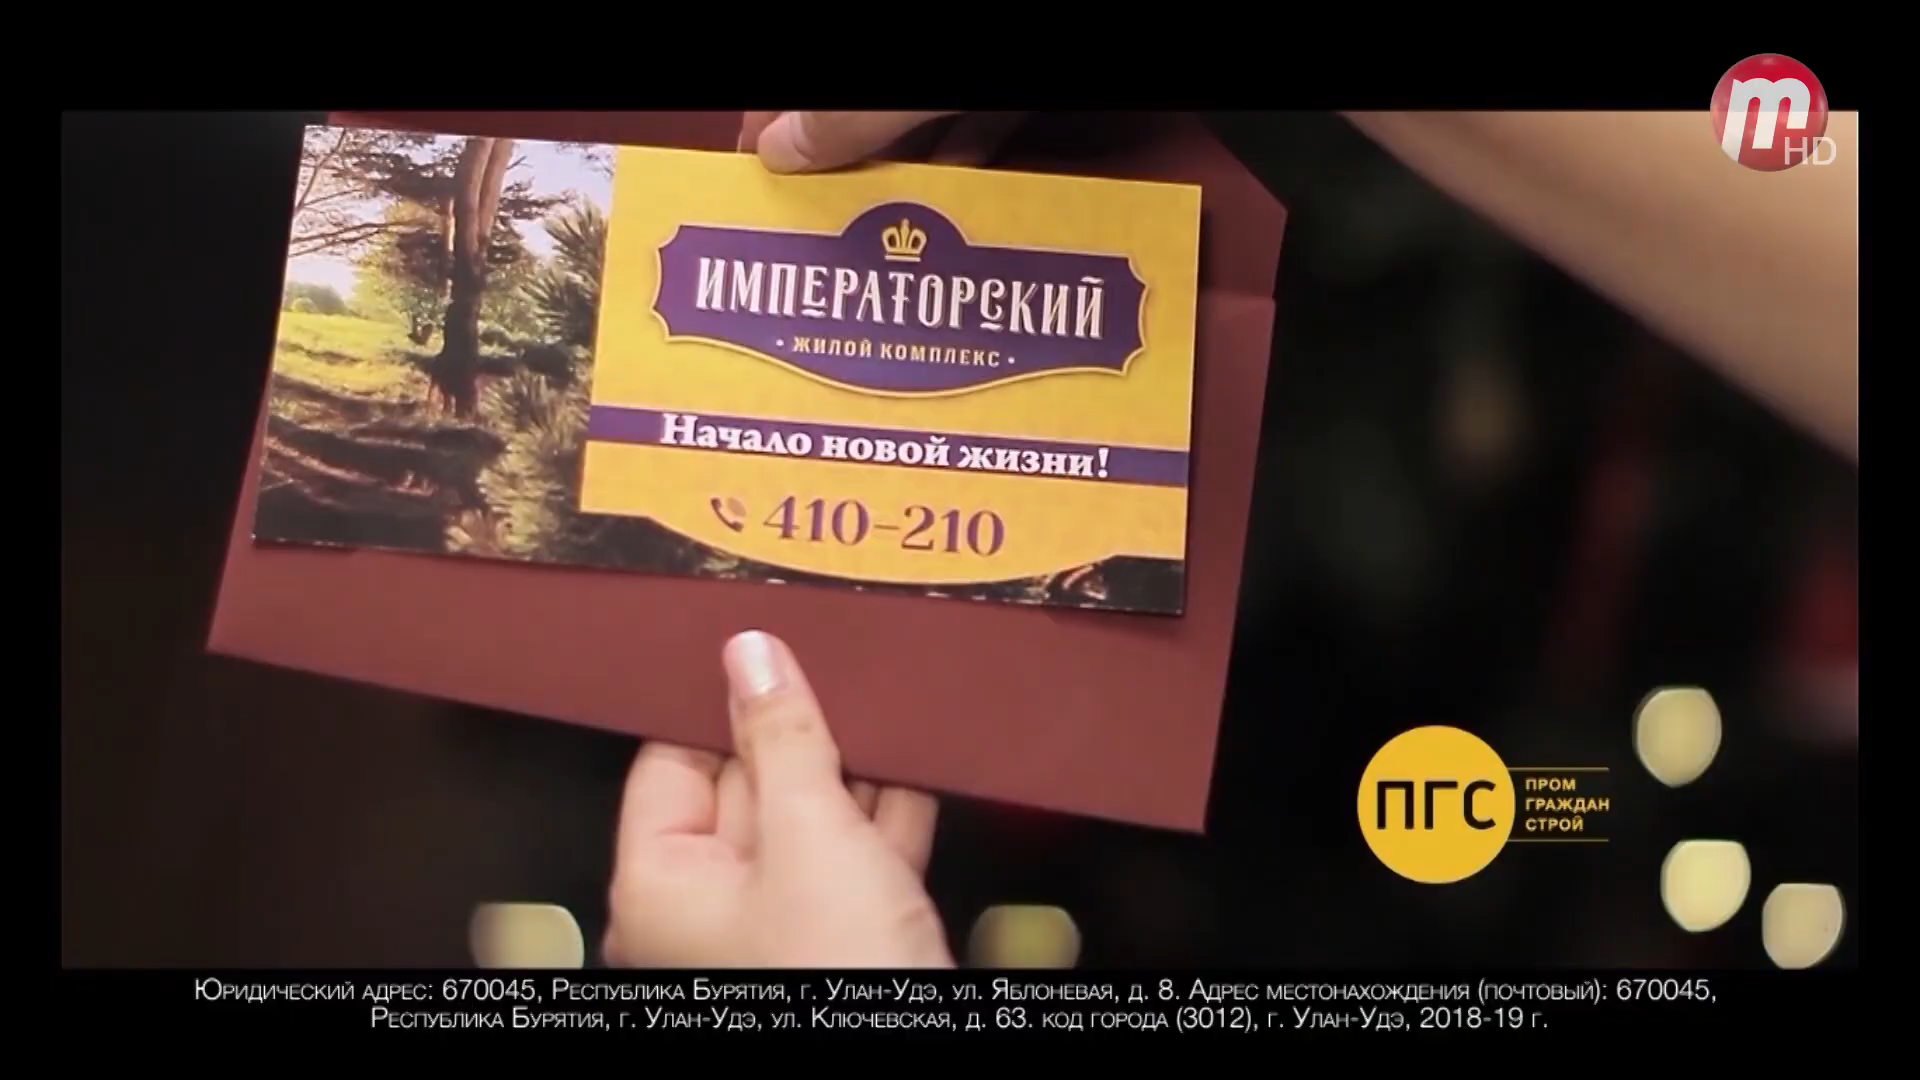 m
HD
ИМПЕРАТОРСКИЙ
• ЖИЛОЙ КОМПЛЕКС •
Начало новой жизни!
410-210
ПГС
ПРОМ
ГРАЖДАН
СТРОЙ
Юридический адрес: 670045, Республика Бурятия, г. Улан-Удэ, ул. Яблоневая, д. 8. Адрес местонахождения (почтовый): 670045,
Республика Бурятия, г. Улан-Удэ, ул. Ключевская, д. 63. код города (3012), г. Улан-Удэ, 2018-19 г.